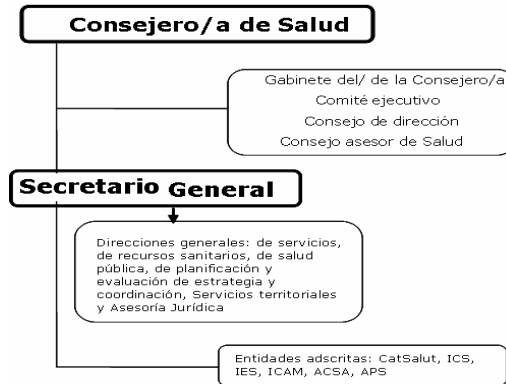 Consejero/a de Salud
Gabinete del/ de la Consejero/a
Comité ejecutivo
Consejo de dirección
Consejo asesor de Salud
Secretario General
Direcciones generales: de servicios,
de recursos sanitarios, de salud
pública, de planificación y
evaluación de estrategia y
coordinación, Servicios territoriales
y Asesoría Jurídica
Entidades adscritas: CatSalut, ICS,
IES, ICAM, ACSA, APS